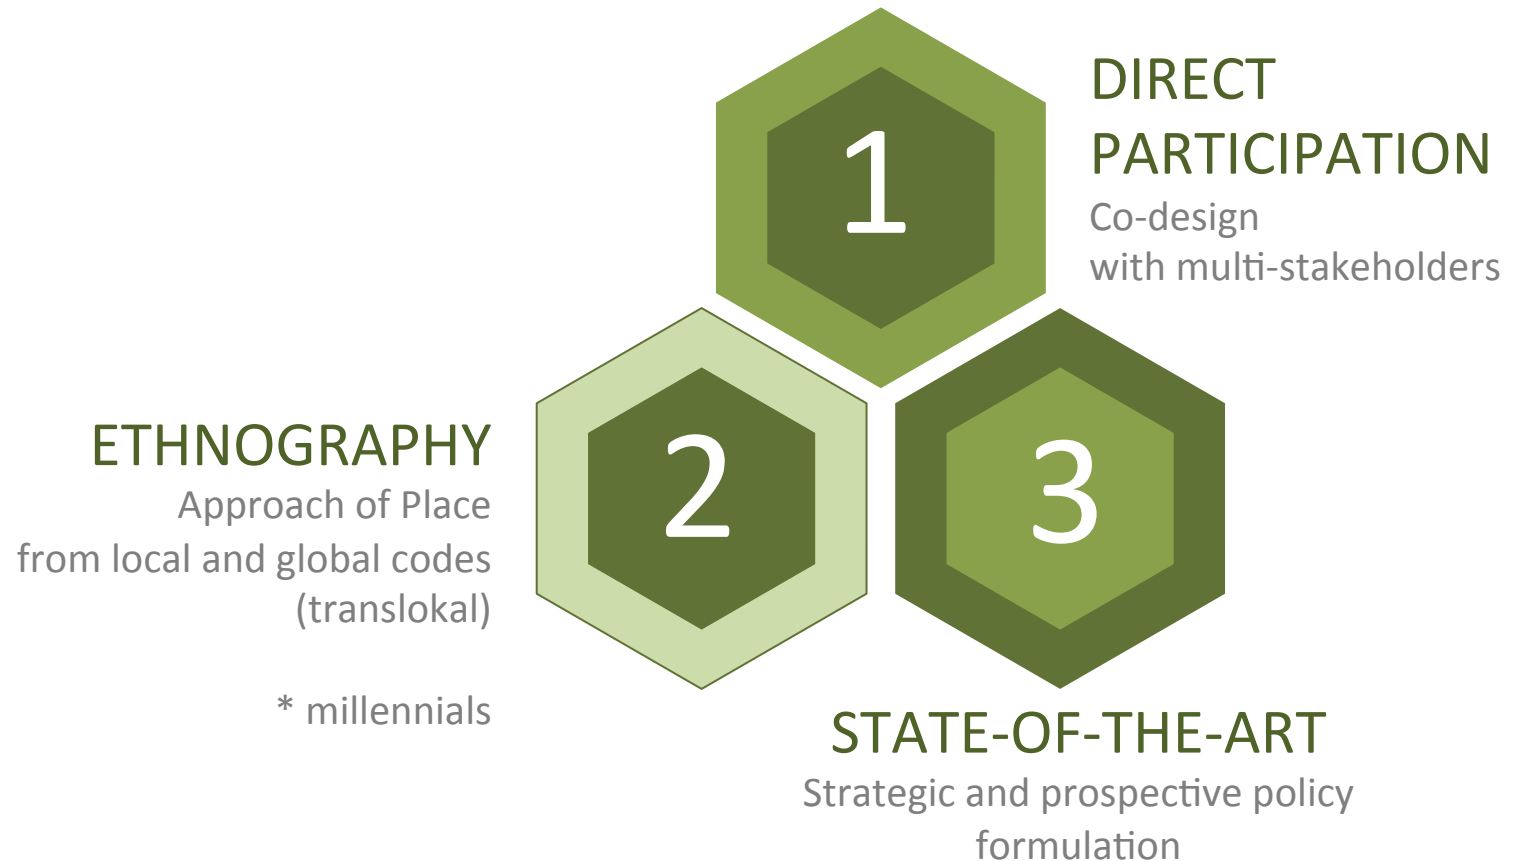 1
DIRECT
PARTICIPATION
Co-design
with multi-stakeholders
2
ETHNOGRAPHY
Approach of Place
from local and global codes
(translokal)
* millennials
3
STATE-OF-THE-ART
Strategic and prospective policy
formulation